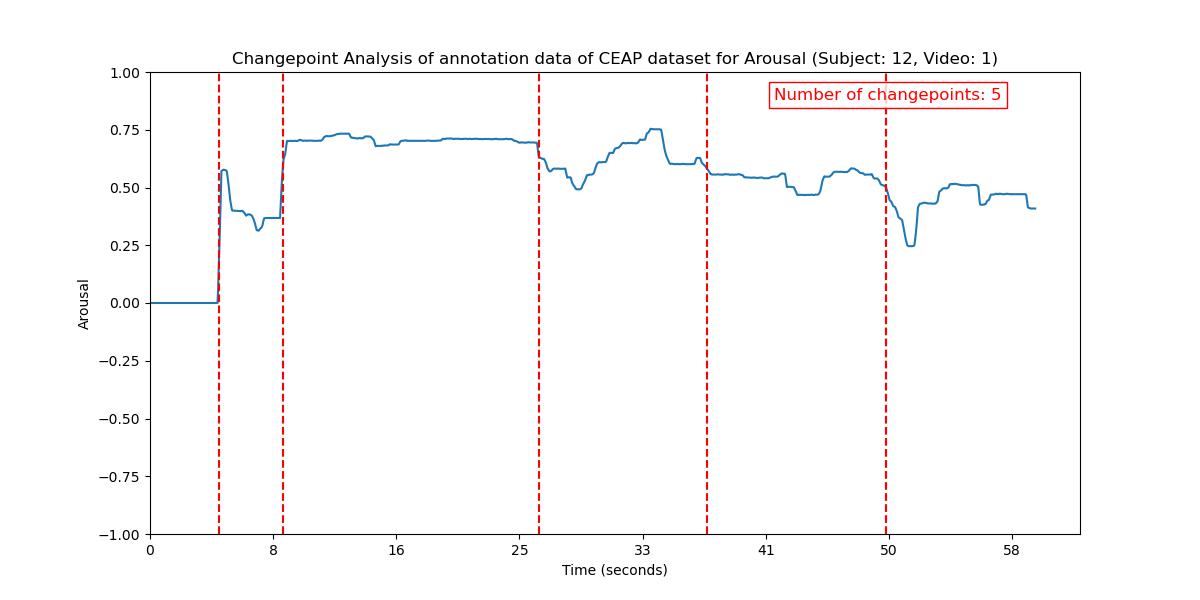 Changepoint Analysis of annotation data of CEAP dataset for Arousal (Subject: 12, Video: 1)
Number of changepoints: 5
1.00
0.75
0.50
0.25
0.00
−0.25
−0.50
−0.75
−1.00
Arousal
0 8 16 25 33 41 50 58
Time (seconds)